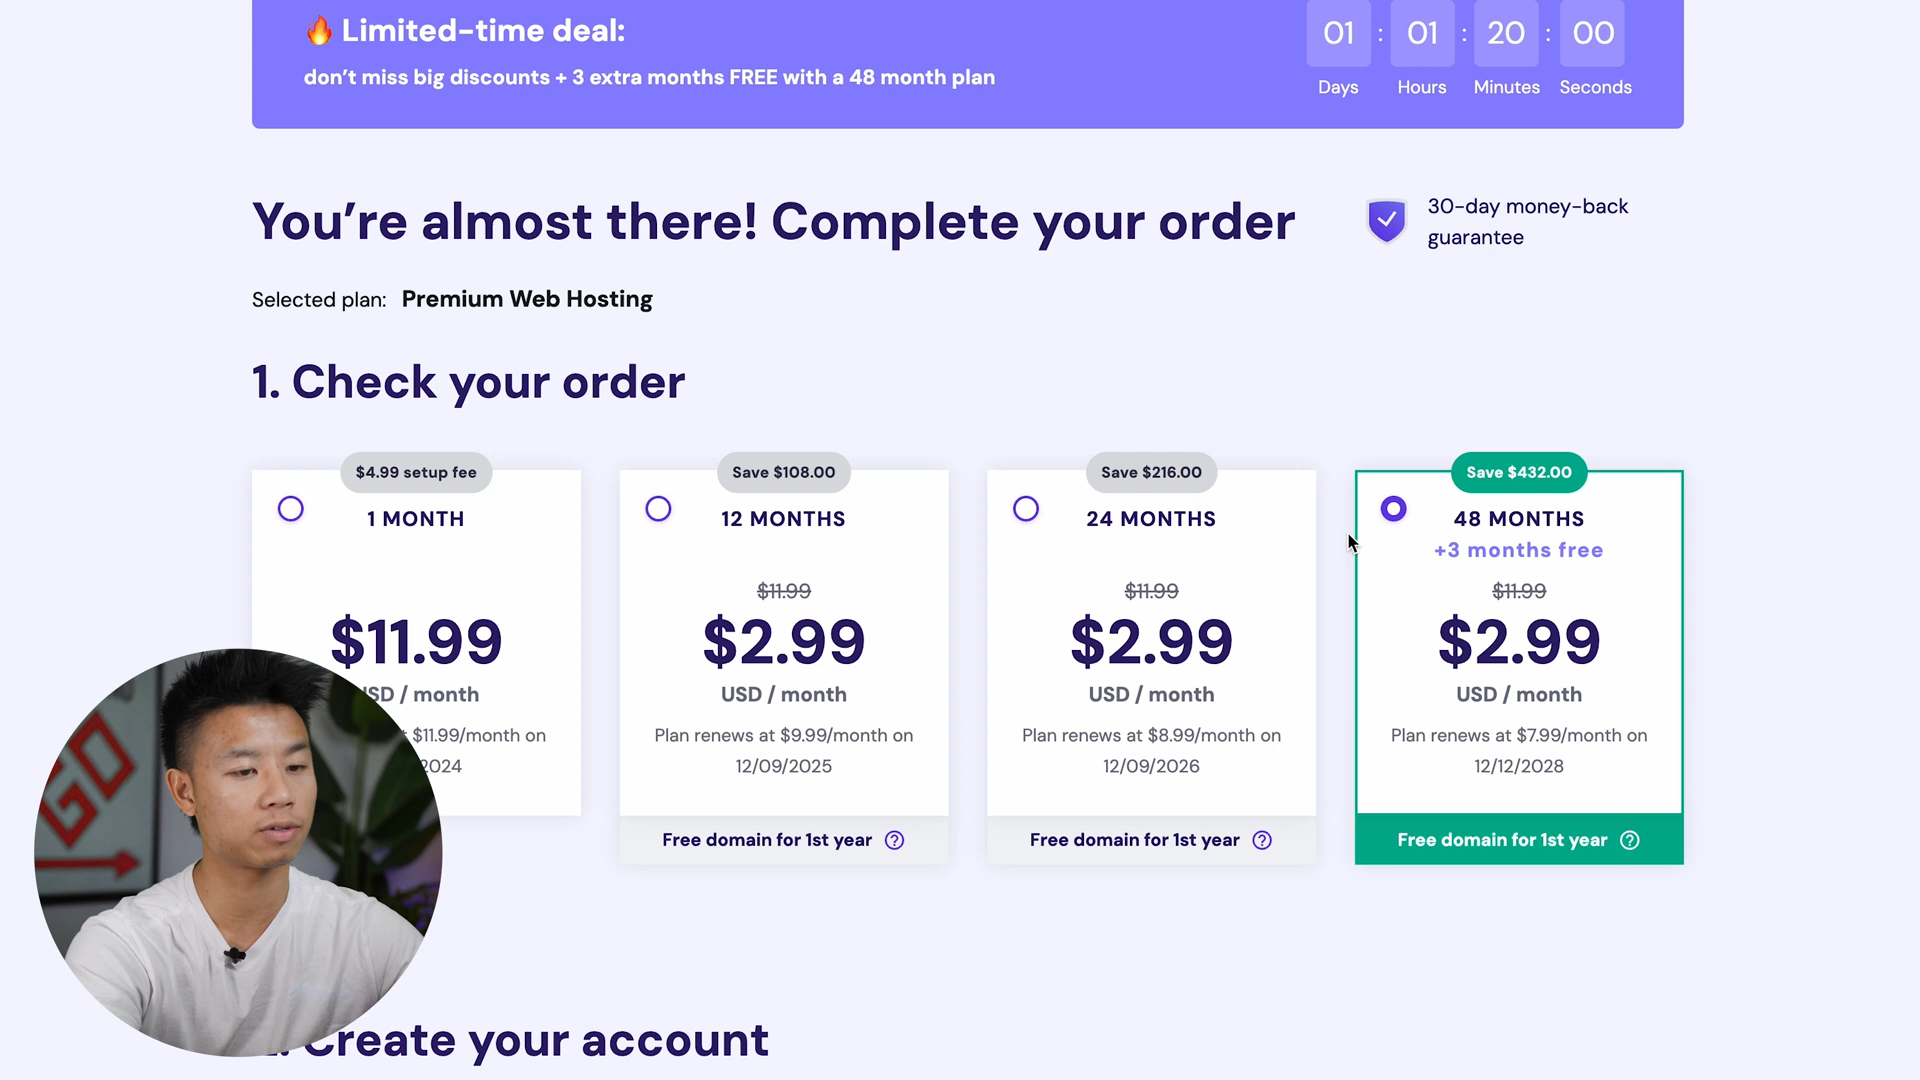 🔥 Limited-time deal:
don't miss big discounts + 3 extra months FREE with a 48 month plan
01 : 01 : 20 : 00
Days Hours Minutes Seconds
You're almost there! Complete your order
30-day money-back
guarantee
Selected plan: Premium Web Hosting
1. Check your order
$4.99 setup fee
1 MONTH
$11.99
USD / month
$11.99/month on
2024
Save $108.00
12 MONTHS
$11.99
$2.99
USD / month
Plan renews at $9.99/month on
12/09/2025
Free domain for 1st year ?
Save $216.00
24 MONTHS
$11.99
$2.99
USD / month
Plan renews at $8.99/month on
12/09/2026
Free domain for 1st year ?
Save $432.00
48 MONTHS
+3 months free
$11.99
$2.99
USD / month
Plan renews at $7.99/month on
12/12/2028
Free domain for 1st year ?
GO
Create your account